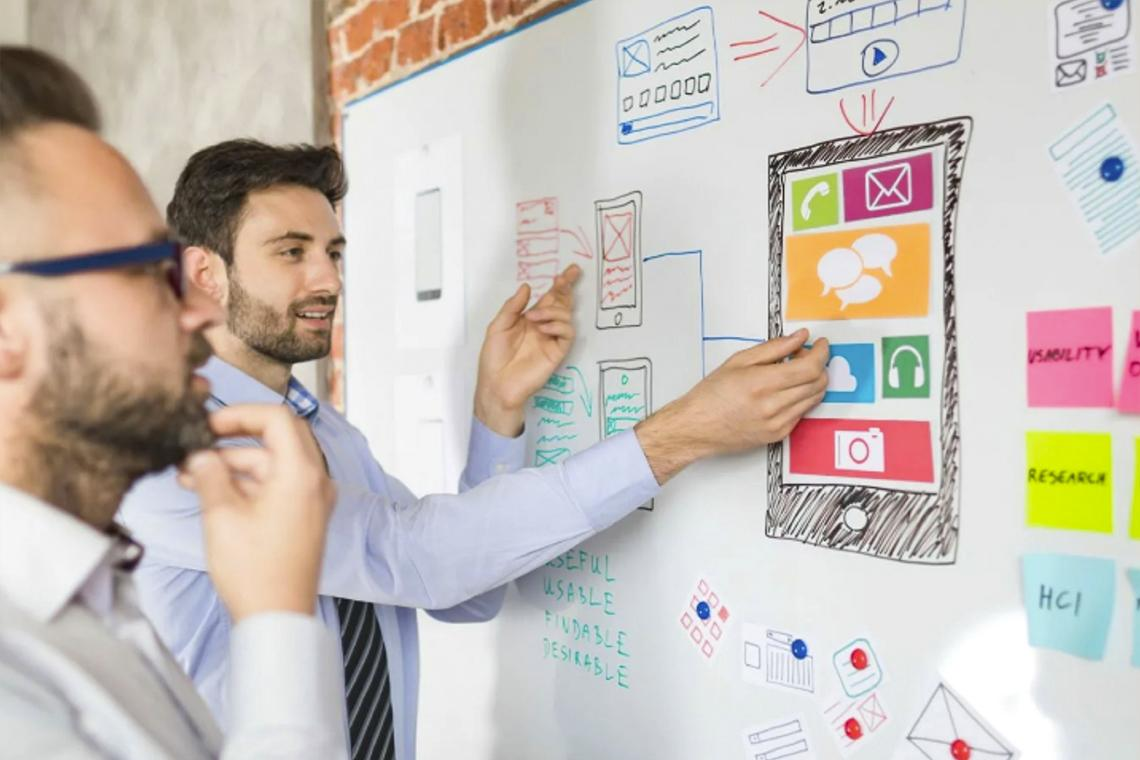 USABILITY
RESEARCH
HCI
USEFUL
USABLE
FINDABLE
DESIRABLE